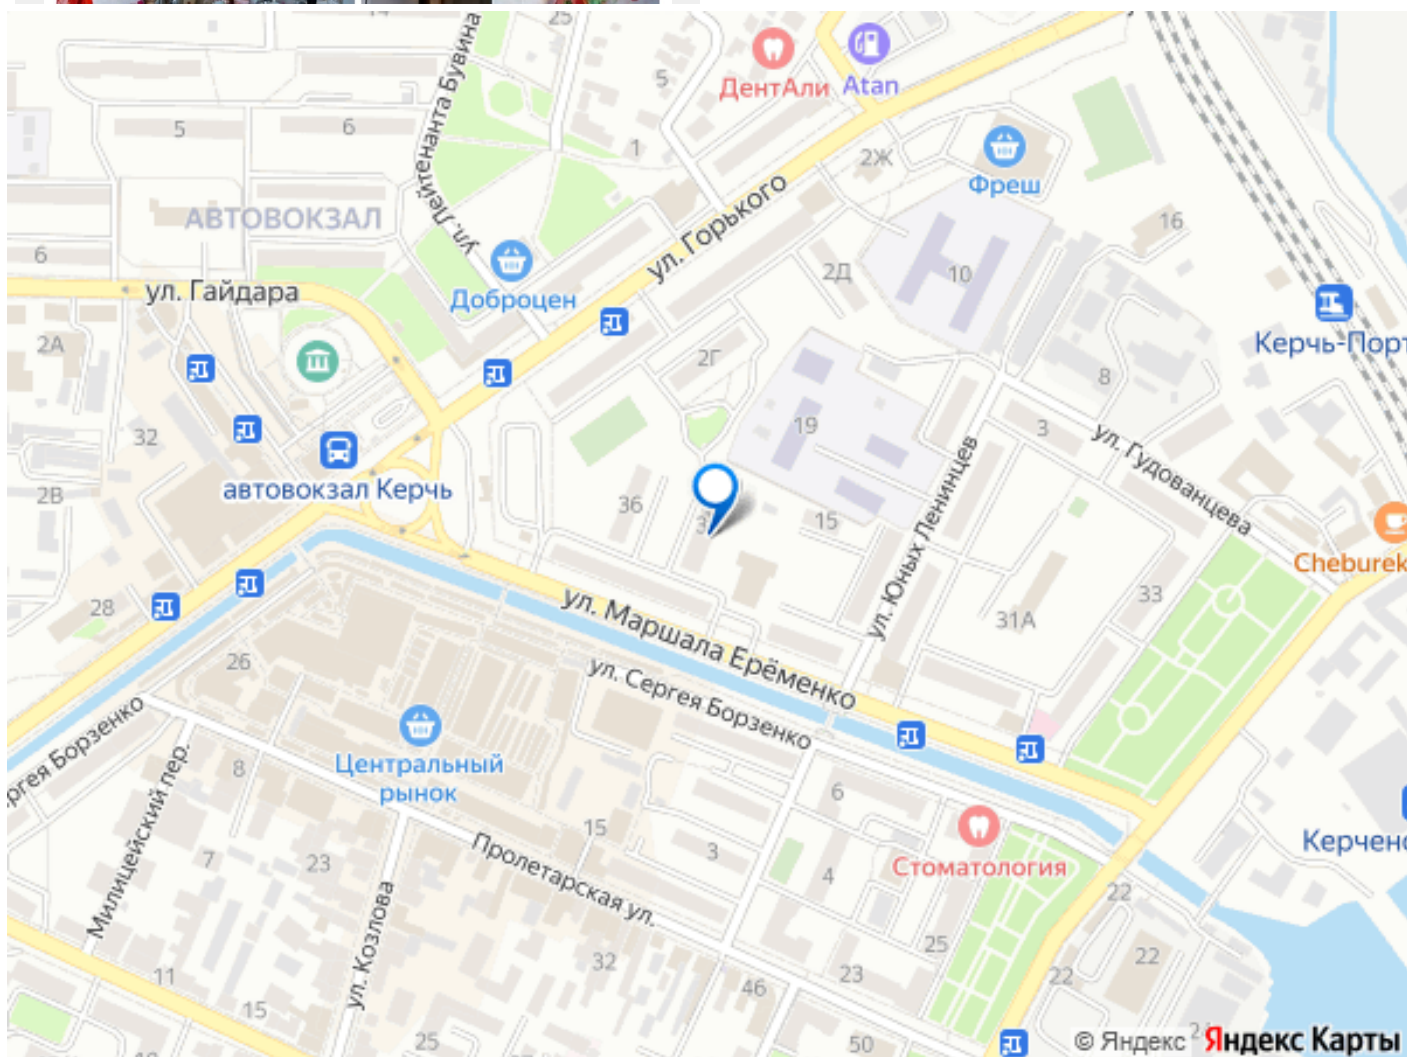 25
ул. Лейтенанта Бувина
5
ДентАли
Atan
5
6
1
2Ж
Фреш
АВТОВОКЗАЛ
ул. Горького
16
6
ул. Гайдара
Доброцен
2Д
10
Керчь-Порт
2А
2Г
8
32
19
3
ул. Гудованцева
автовокзал Керчь
2В
36
15
ул. Юных Ленинцев
Cheburek
28
ул. Маршала Ерёменко
33
31А
26
ул. Сергея Борзенко
ргея Борзенко
Центральный
рынок
8
6
Милицейский пер.
15
Стоматология
Керченс
7
23
3
4
Пролетарская ул.
ул. Козлова
22
25
32
23
22
22
11
15
46
25
50
24
© Яндекс
Яндекс Карты